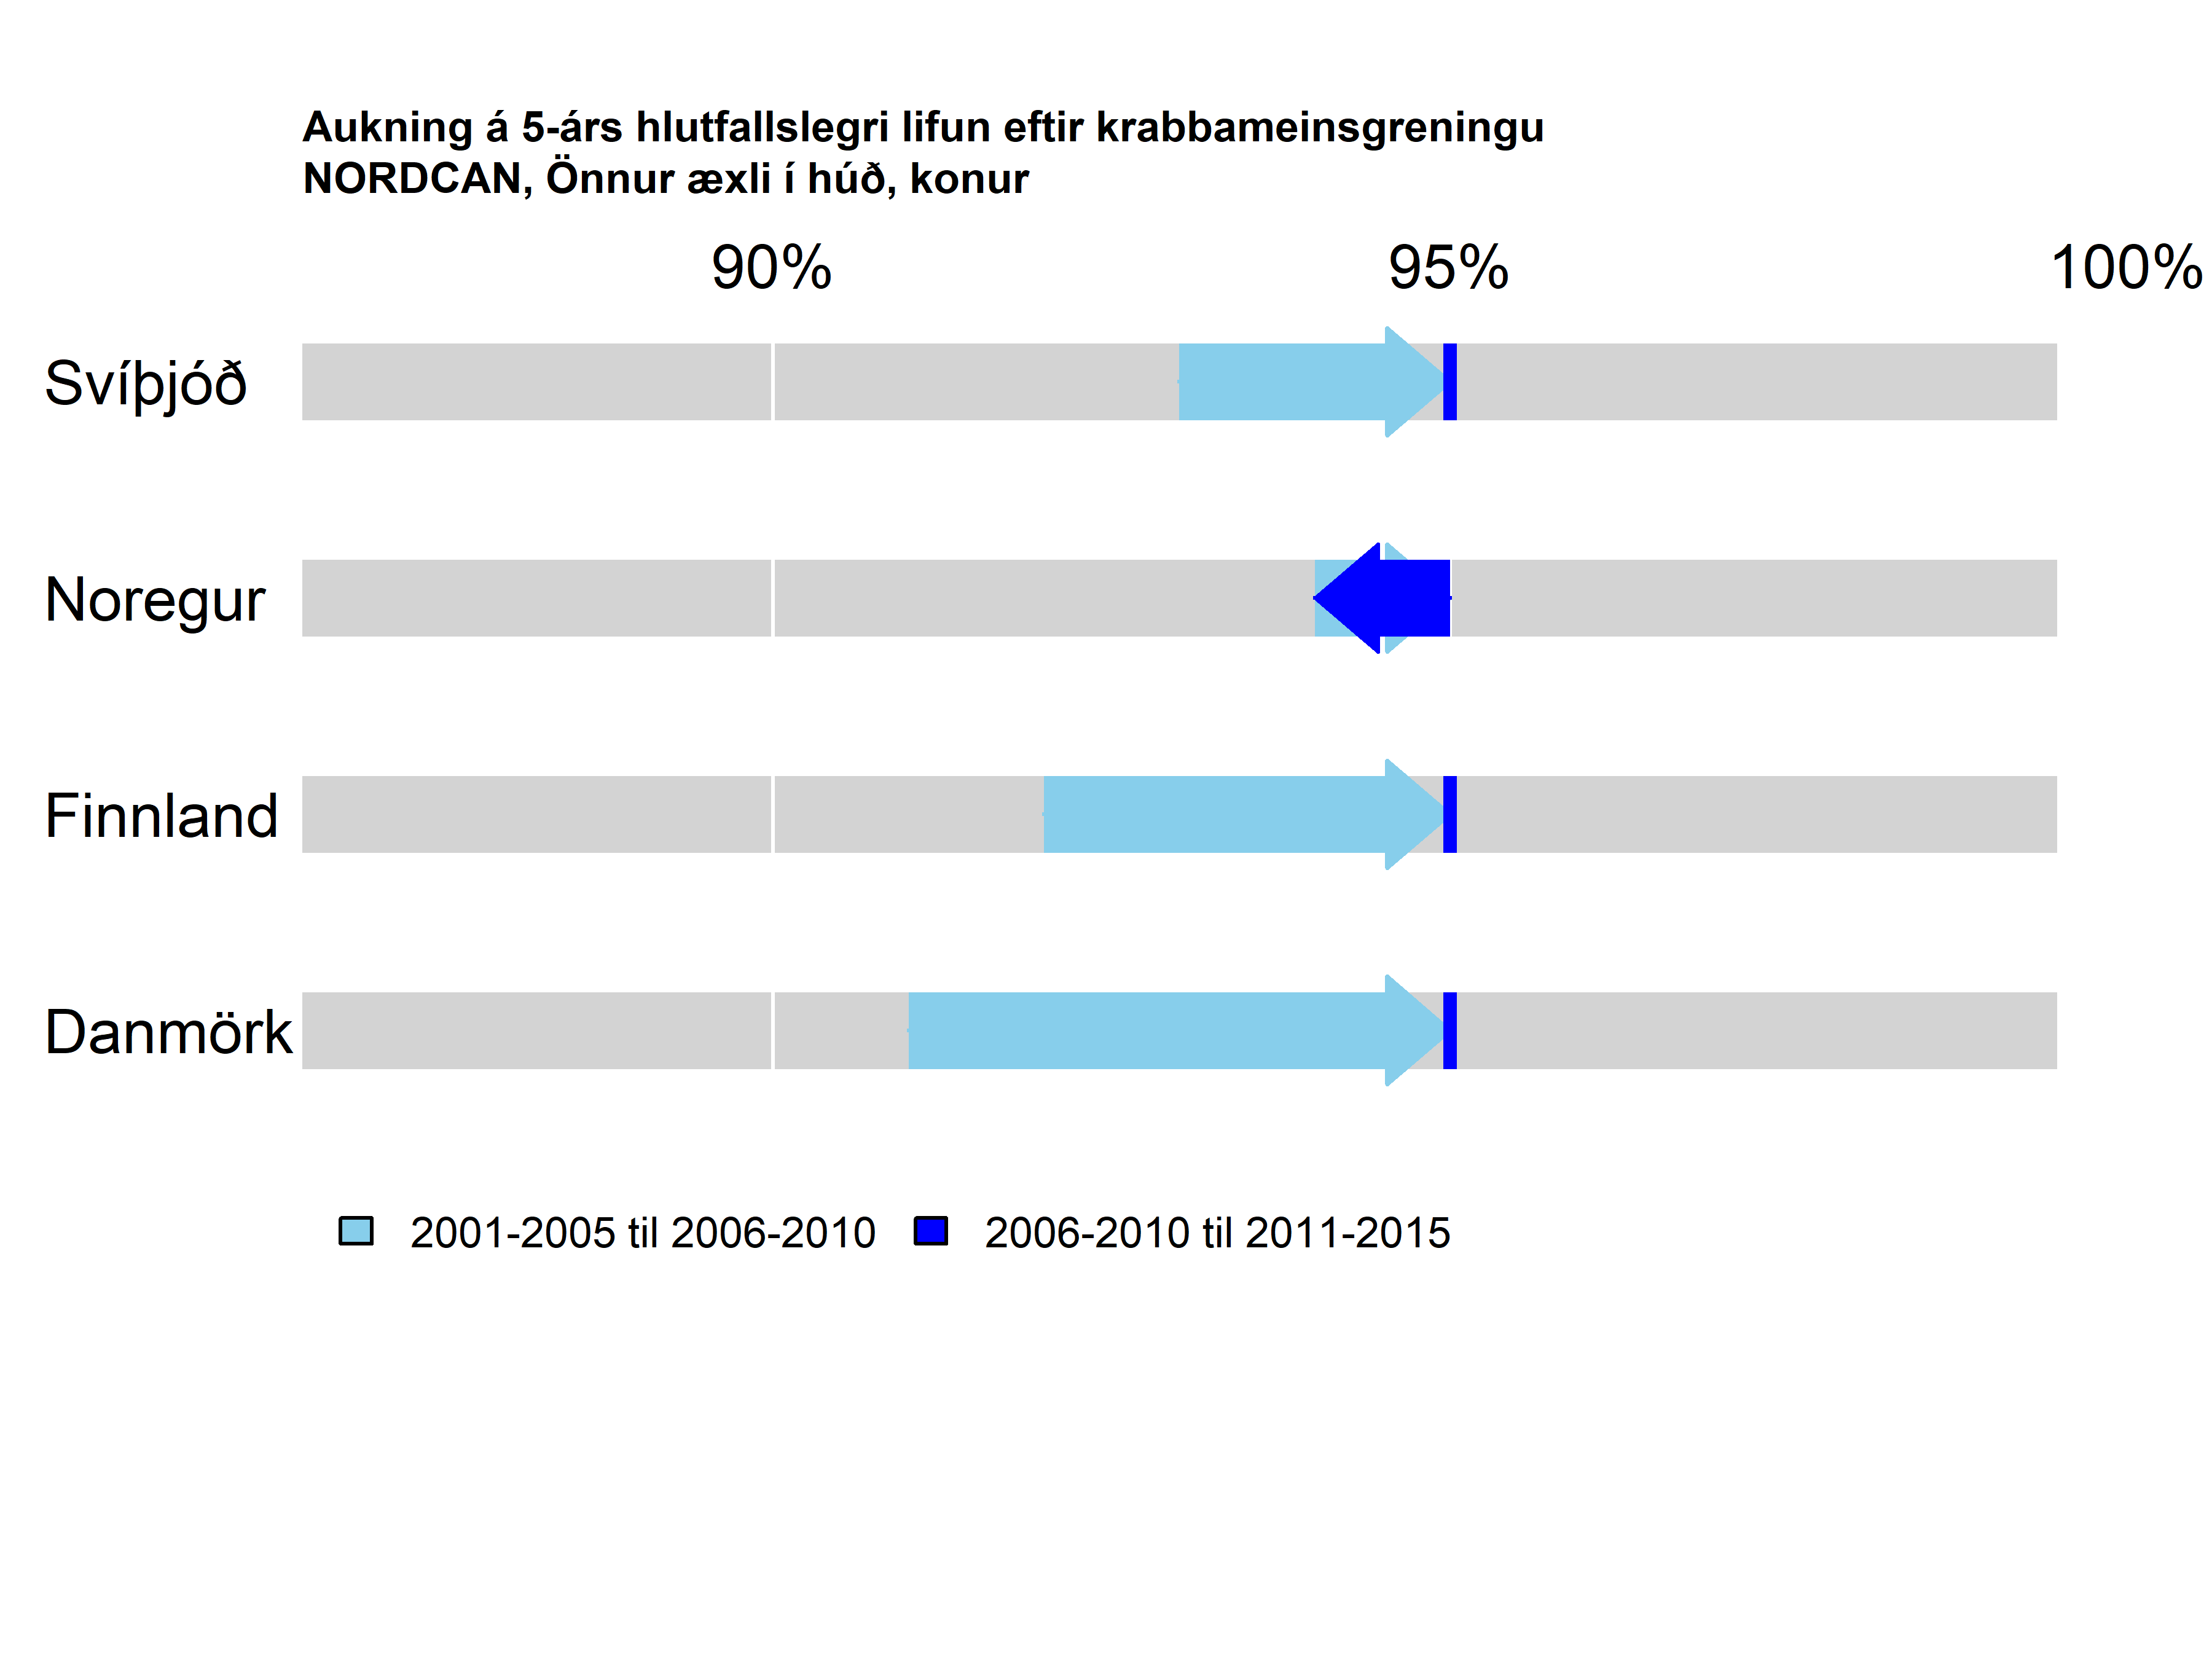 Aukning á 5-árs hlutfallslegri lifun eftir krabbameinsgreningu
NORDCAN, Önnur æxli í húð, konur
90% 95% 100%
Svíþjóð
Noregur
Finnland
Danmörk
2001-2005 til 2006-2010 2006-2010 til 2011-2015